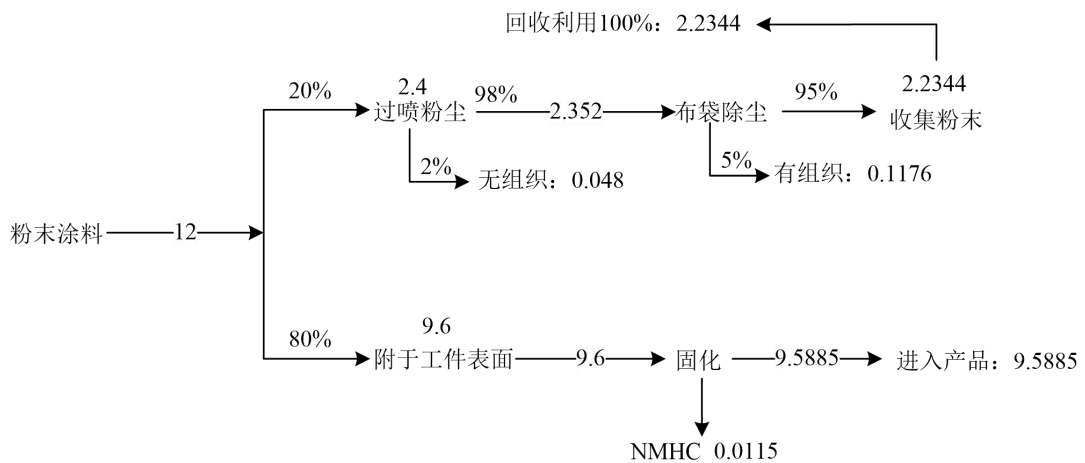 回收利用100%：2.2344
20%
2.4
过喷粉尘
98%
2.352
布袋除尘
95%
2.2344
收集粉末
2%
无组织：0.048
5%
有组织：0.1176
粉末涂料
12
80%
9.6
附于工件表面
9.6
固化
9.5885
进入产品：9.5885
NMHC 0.0115